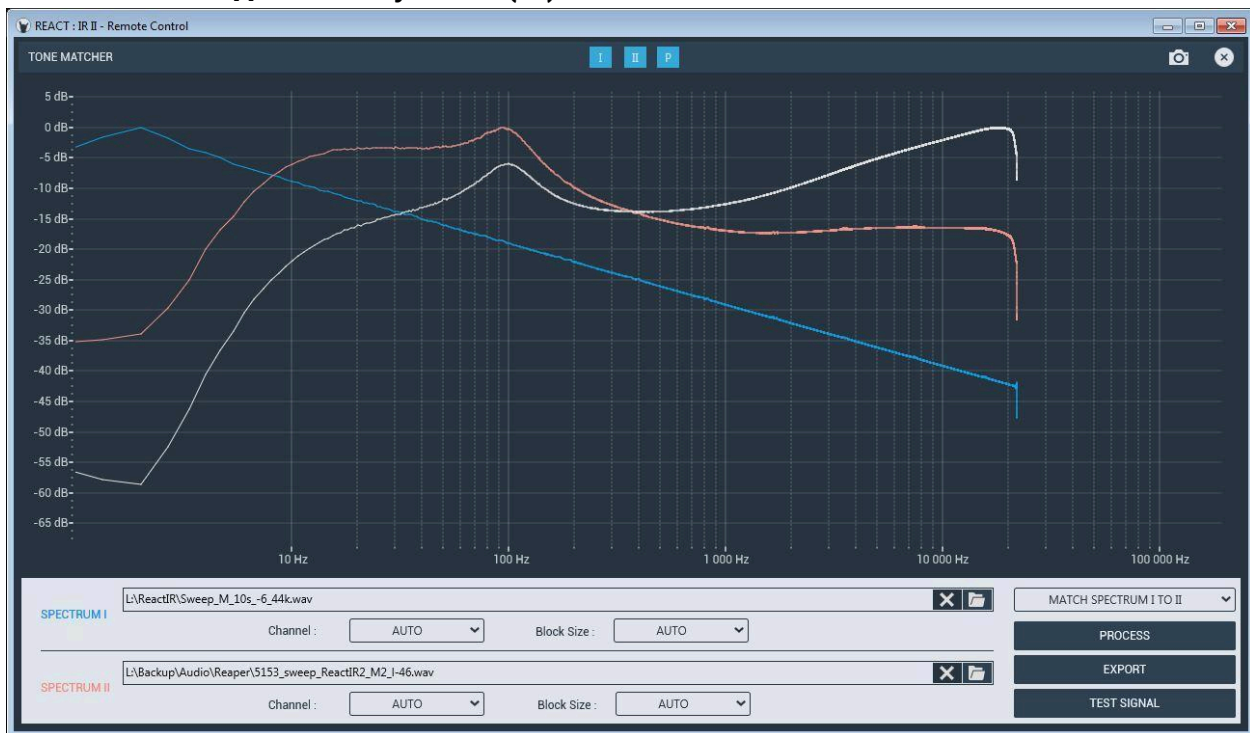 REACT : IR II - Remote Control
TONE MATCHER
I II P
5 dB
0 dB
-5 dB
-10 dB
-15 dB
-20 dB
-25 dB
-30 dB
-35 dB
-40 dB
-45 dB
-50 dB
-55 dB
-60 dB
-65 dB
10 Hz 100 Hz 1 000 Hz 10 000 Hz 100 000 Hz
SPECTRUM I
L:\ReactIR\Sweep_M_10s_-6_44k.wav
Channel : AUTO Block Size : AUTO
SPECTRUM II
L:\Backup\Audio\Reaper\5153_sweep_ReactIR2_M2_I-46.wav
Channel : AUTO Block Size : AUTO
MATCH SPECTRUM I TO II
PROCESS
EXPORT
TEST SIGNAL